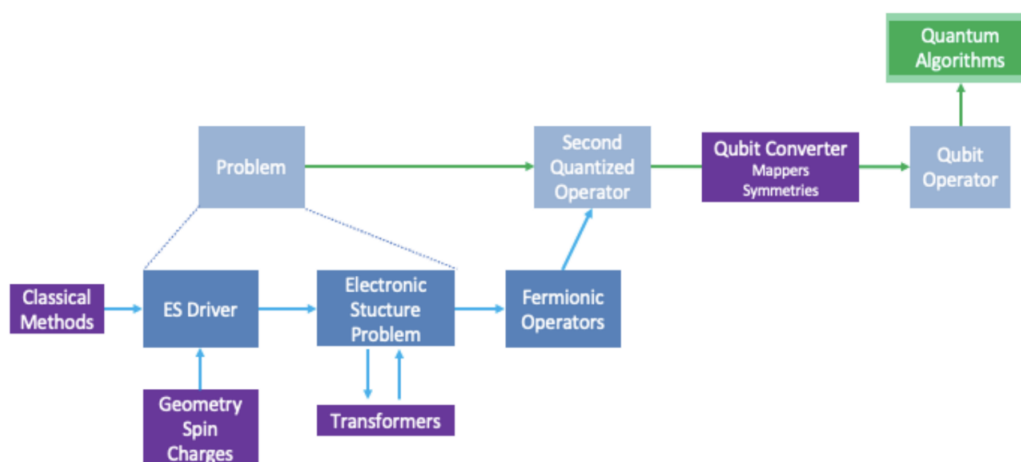 Quantum
Algorithms
Problem
Second
Quantized
Operator
Qubit Converter
Mappers
Symmetries
Qubit
Operator
Classical
Methods
ES Driver
Electronic
Stucture
Problem
Fermionic
Operators
Geometry
Spin
Charges
Transformers